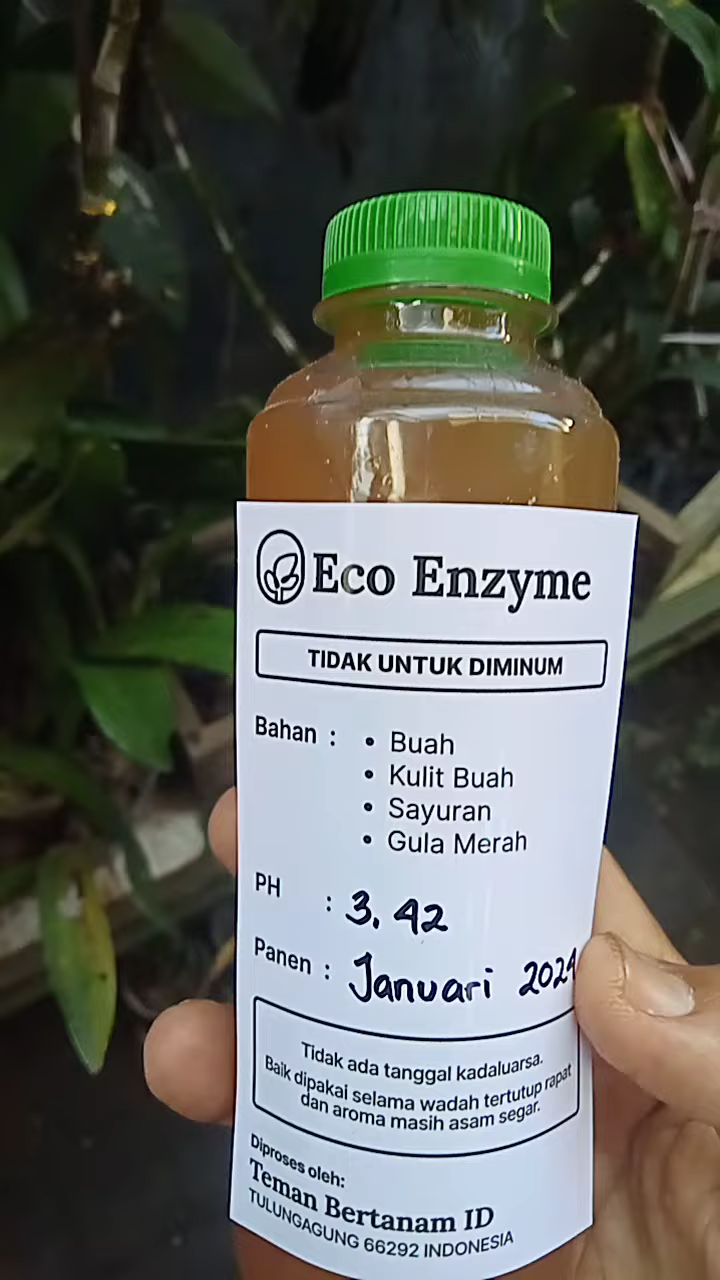 Eco Enzyme
TIDAK UNTUK DIMINUM
Bahan : • Buah
• Kulit Buah
• Sayuran
• Gula Merah
PH : 3,42
Panen : Januari 2024
Tidak ada tanggal kadaluarsa.
Baik dipakai selama wadah tertutup rapat
dan aroma masih asam segar.
Diproses oleh:
Teman Bertanam ID
TULUNGAGUNG 66292 INDONESIA